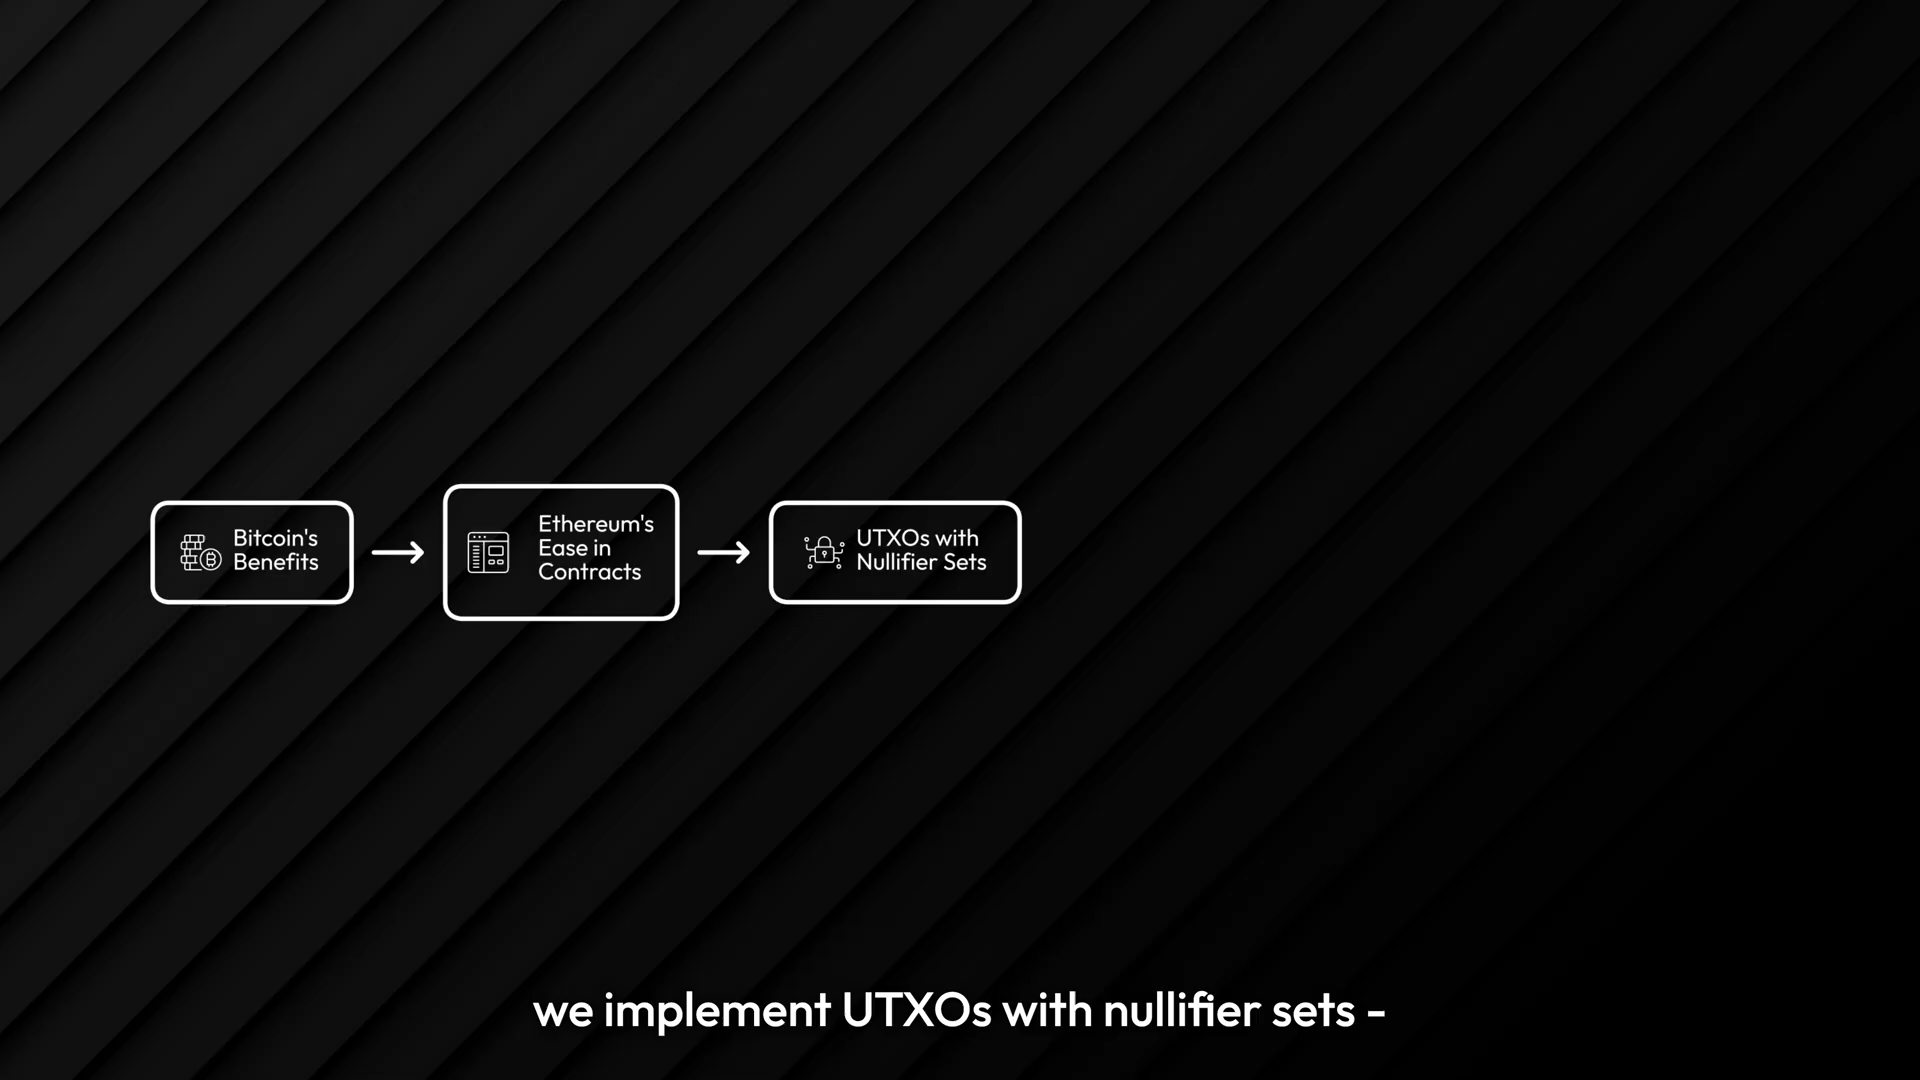 Bitcoin's
Benefits
Ethereum's
Ease in
Contracts
UTXOs with
Nullifier Sets
we implement UTXOs with nullifier sets -